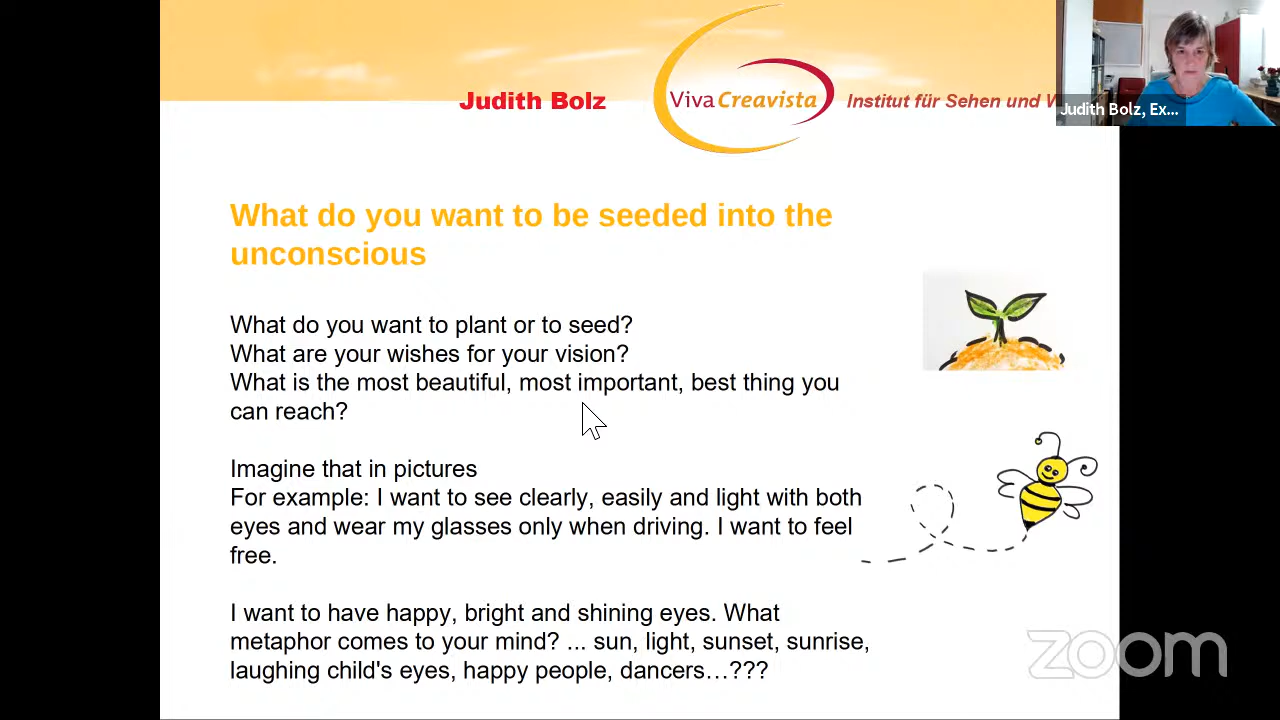 Judith Bolz
VivaCreavista
Institut für Sehen und
Judith Bolz, Ex...
What do you want to be seeded into the
unconscious
What do you want to plant or to seed?
What are your wishes for your vision?
What is the most beautiful, most important, best thing you
can reach?
Imagine that in pictures
For example: I want to see clearly, easily and light with both
eyes and wear my glasses only when driving. I want to feel
free.
I want to have happy, bright and shining eyes. What
metaphor comes to your mind? ... sun, light, sunset, sunrise,
laughing child's eyes, happy people, dancers…???
zoom